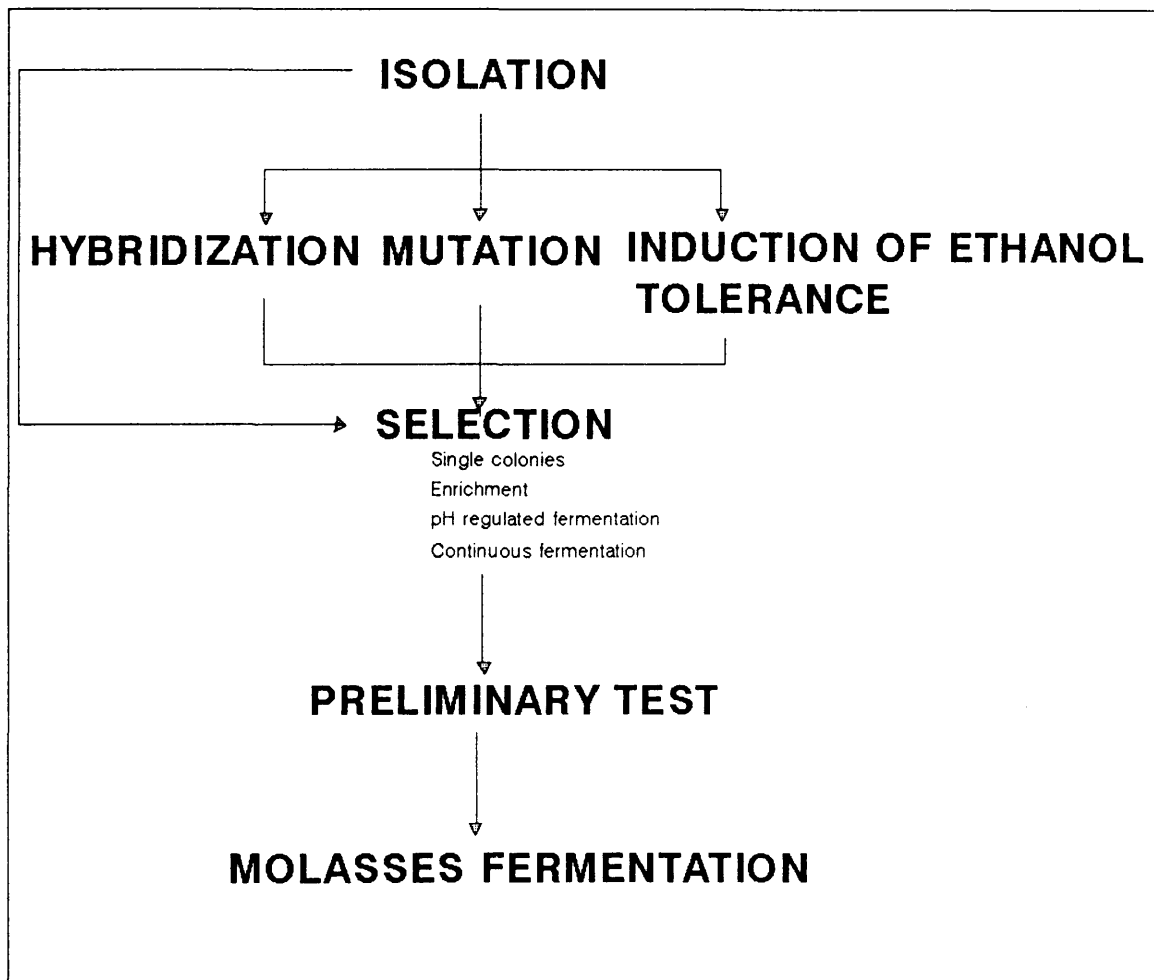 ISOLATION
HYBRIDIZATION MUTATION INDUCTION OF ETHANOL
TOLERANCE
SELECTION
Single colonies
Enrichment
pH regulated fermentation
Continuous fermentation
PRELIMINARY TEST
MOLASSES FERMENTATION